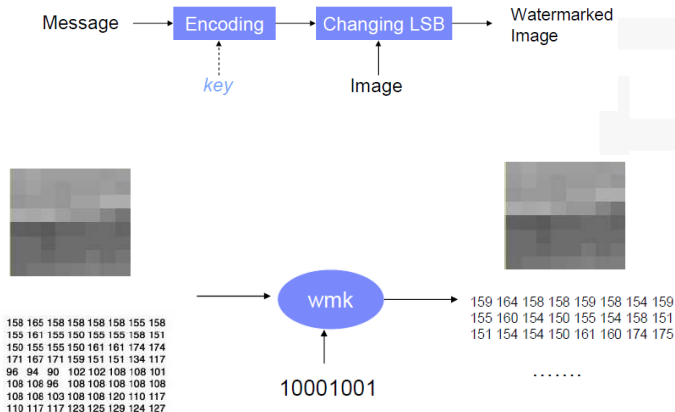 Message
Encoding
Changing LSB
Watermarked
Image
key
Image
wmk
10001001
158 165 158 158 158 158 155 158
155 161 155 150 155 155 158 151
150 155 155 150 161 161 174 174
171 167 171 159 151 151 134 117
96 94 90 102 102 108 108 101
108 108 96 108 108 108 108 108
108 108 103 108 108 120 110 117
110 117 117 123 125 129 124 127
159 164 158 158 159 158 154 159
155 160 154 150 155 154 158 151
151 154 154 150 161 160 174 175
.......